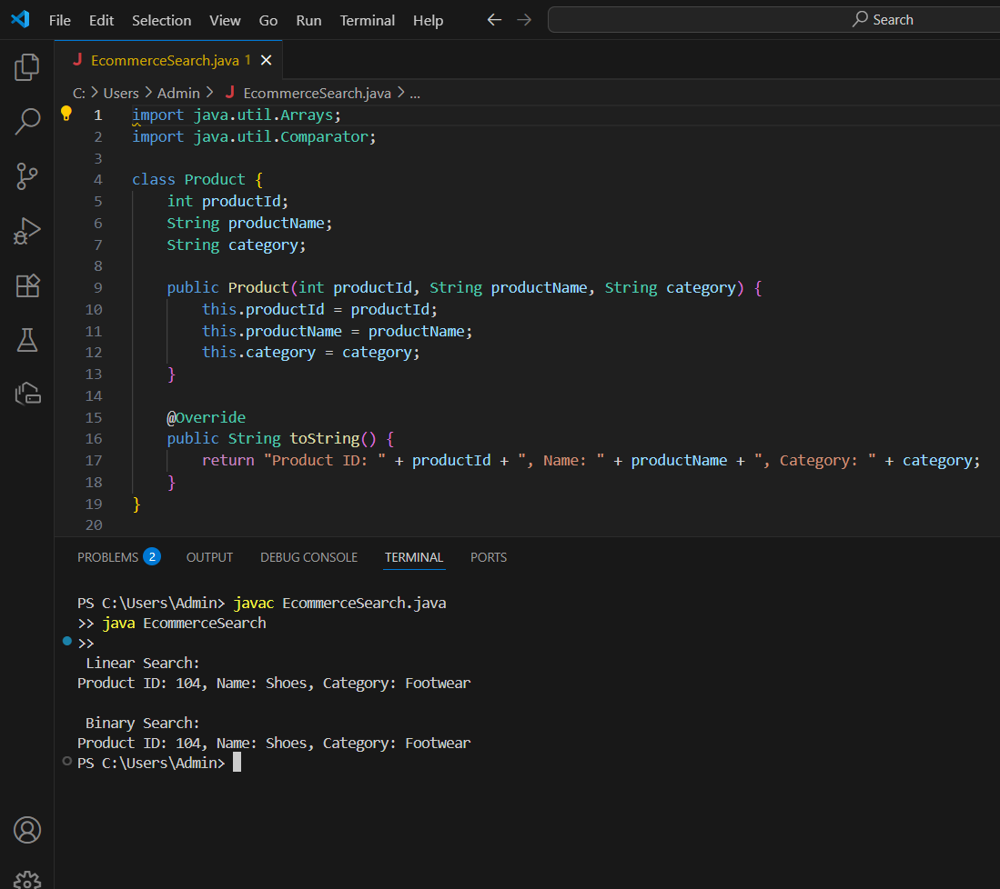 File Edit Selection View Go Run Terminal Help Search
J EcommerceSearch.java 1
C: > Users > Admin > J EcommerceSearch.java > ...
1 import java.util.Arrays;
2 import java.util.Comparator;
3
4 class Product {
5     int productId;
6     String productName;
7     String category;
8
9     public Product(int productId, String productName, String category) {
10         this.productId = productId;
11         this.productName = productName;
12         this.category = category;
13     }
14
15     @Override
16     public String toString() {
17         return "Product ID: " + productId + ", Name: " + productName + ", Category: " + category;
18     }
19 }
20
PROBLEMS 2 OUTPUT DEBUG CONSOLE TERMINAL PORTS
PS C:\Users\Admin> javac EcommerceSearch.java
>> java EcommerceSearch
>>
 Linear Search:
Product ID: 104, Name: Shoes, Category: Footwear

 Binary Search:
Product ID: 104, Name: Shoes, Category: Footwear
PS C:\Users\Admin>